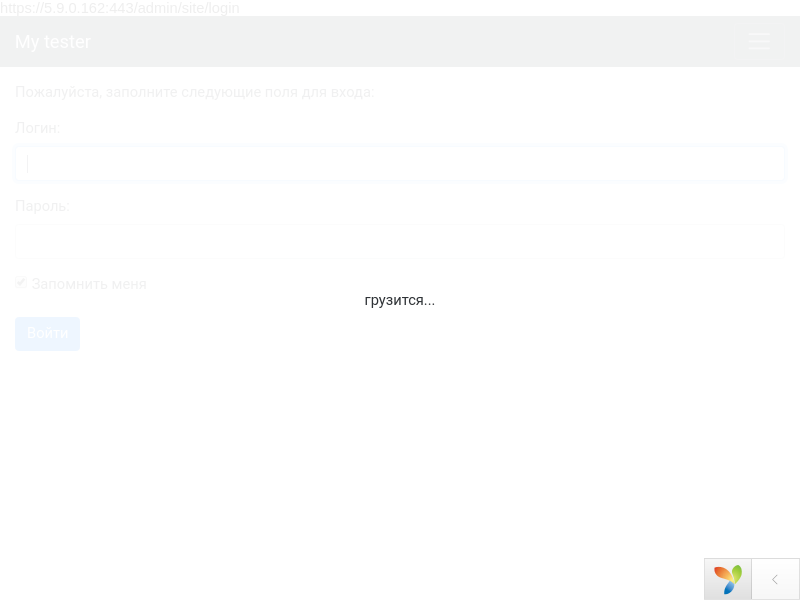 https://5.9.0.162:443/admin/site/login
My tester
Пожалуйста, заполните следующие поля для входа:
Логин:
Пароль:
Запомнить меня
грузится...
Войти